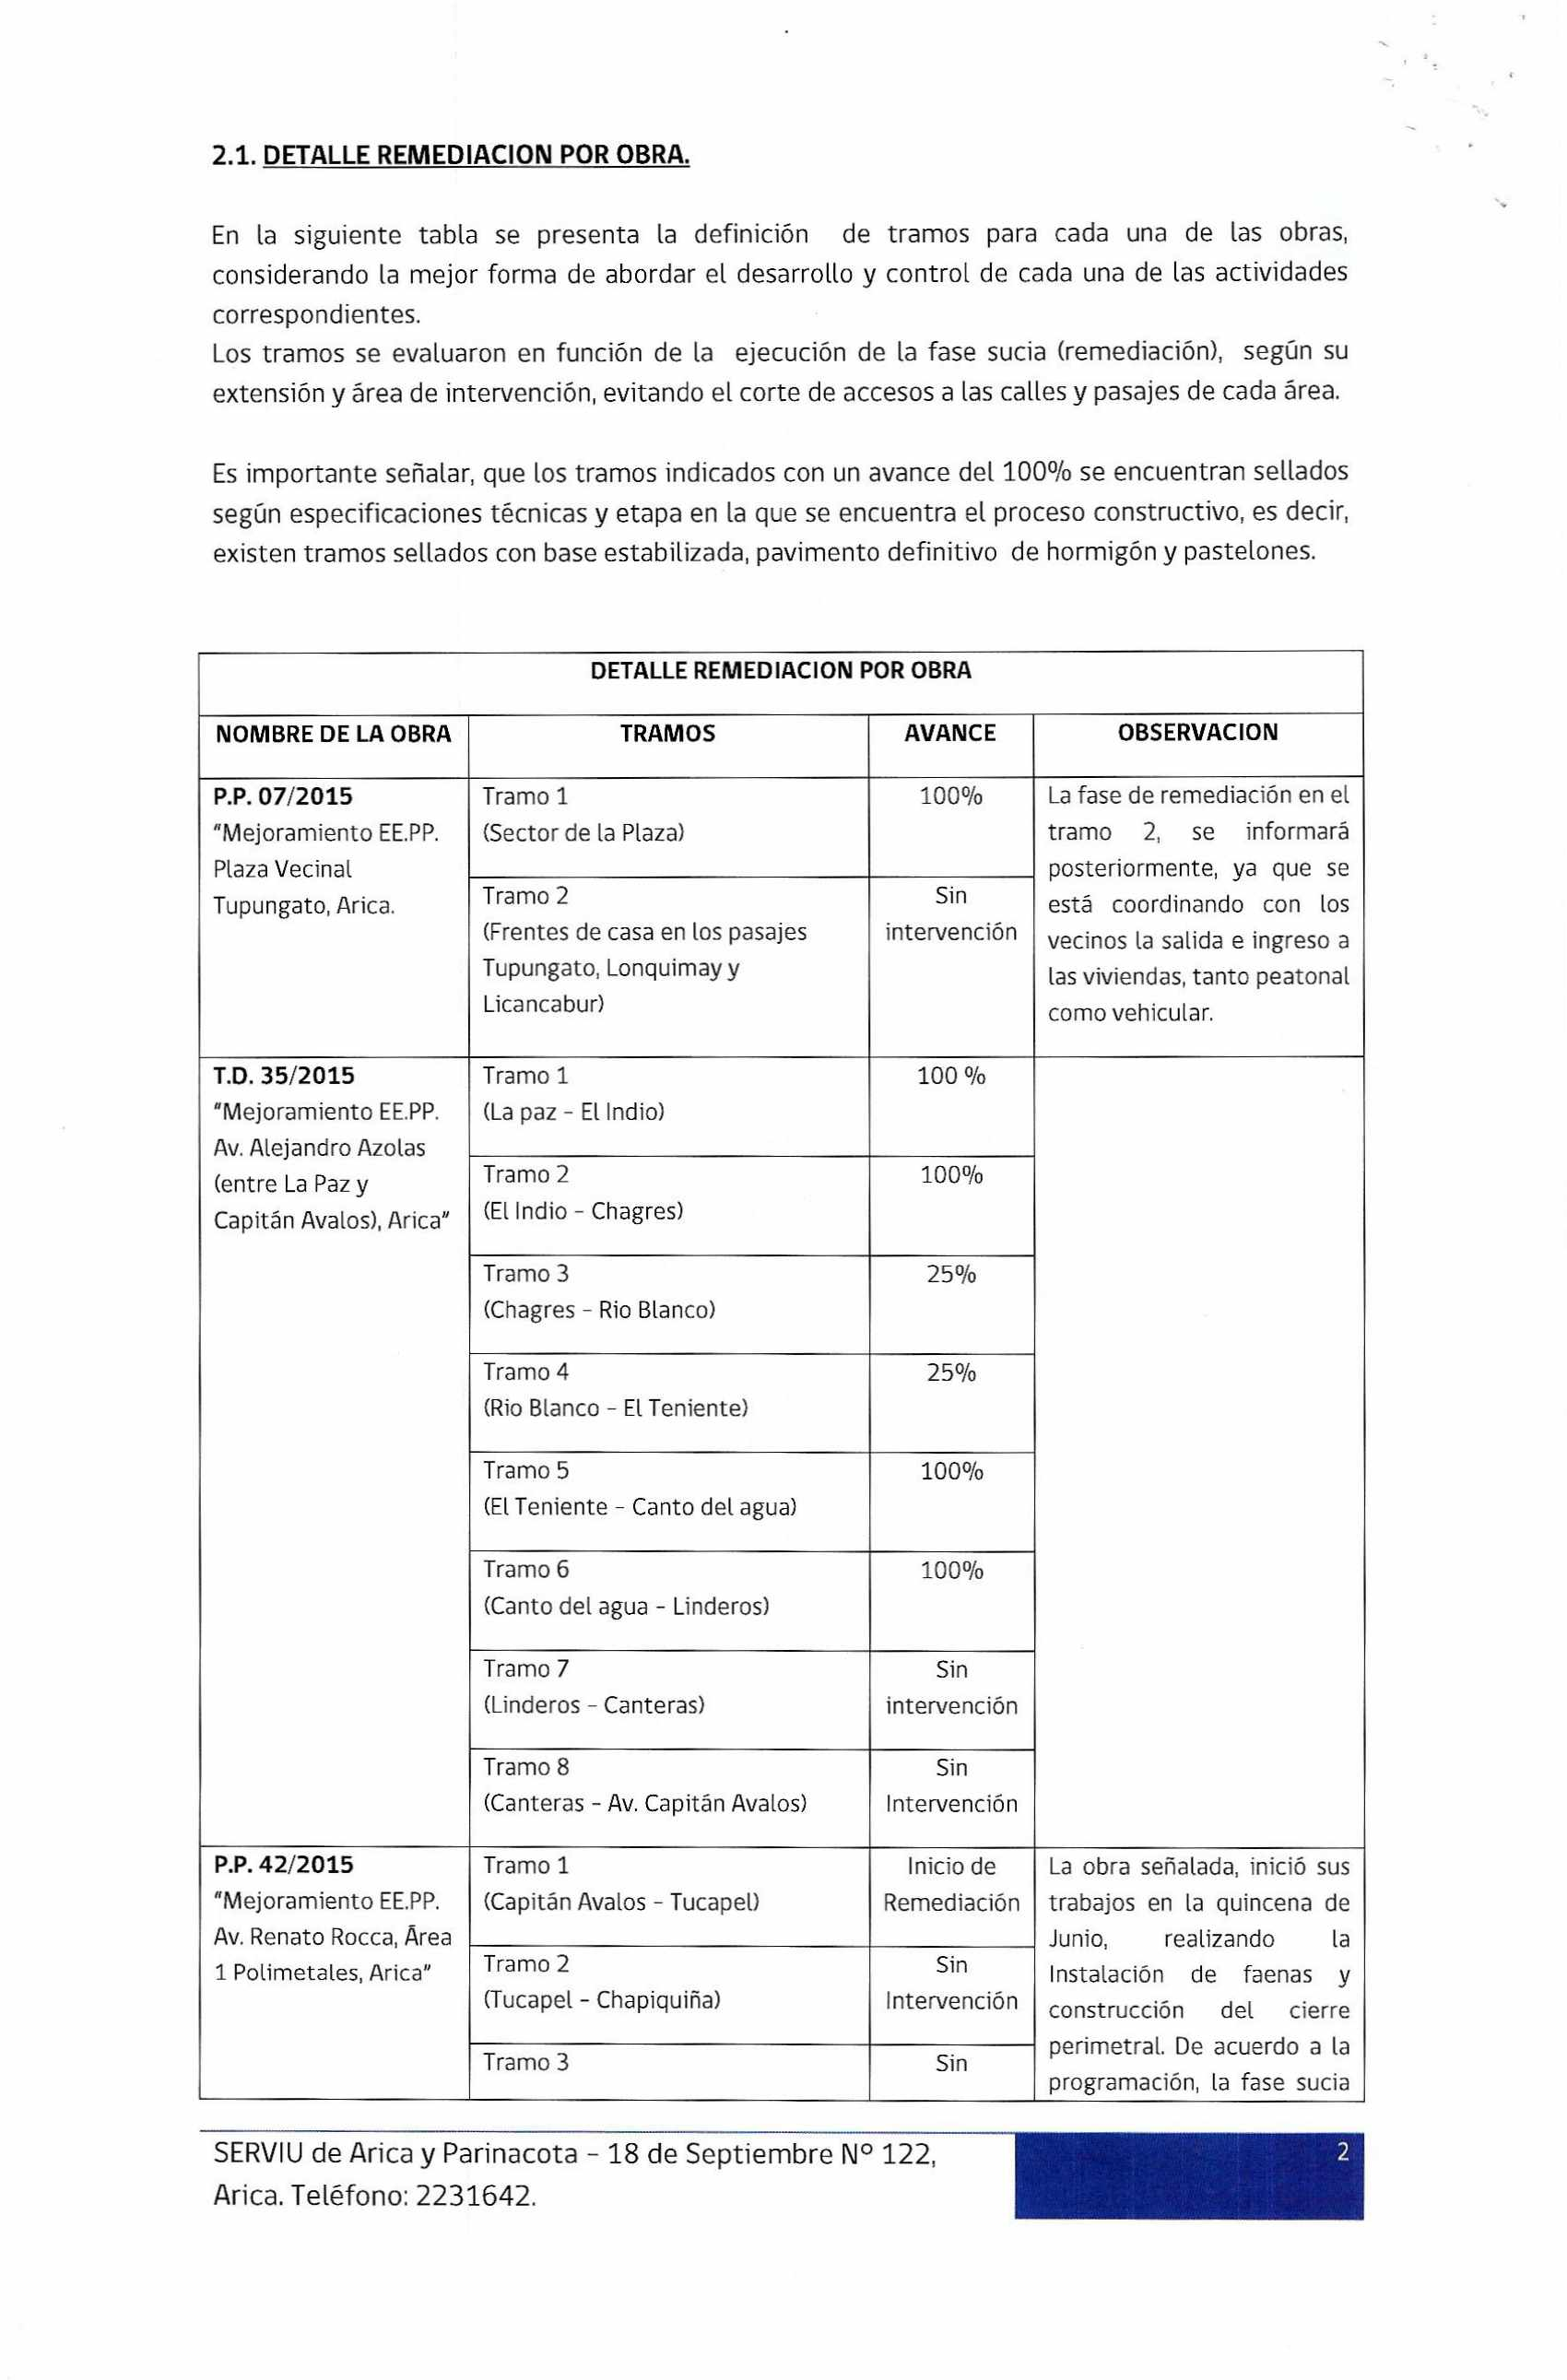 2.1. DETALLE REMEDIACION POR OBRA.
En la siguiente tabla se presenta la definición de tramos para cada una de las obras,
considerando la mejor forma de abordar el desarrollo y control de cada una de las actividades
correspondientes.
Los tramos se evaluaron en función de la ejecución de la fase sucia (remediación), según su
extensión y área de intervención, evitando el corte de accesos a las calles y pasajes de cada área.
Es importante señalar, que los tramos indicados con un avance del 100% se encuentran sellados
según especificaciones técnicas y etapa en la que se encuentra el proceso constructivo, es decir,
existen tramos sellados con base estabilizada, pavimento definitivo de hormigón y pastelones.
DETALLE REMEDIACION POR OBRA
NOMBRE DE LA OBRA
TRAMOS
AVANCE
OBSERVACION
P.P. 07/2015
"Mejoramiento EE.PP.
Plaza Vecinal
Tupungato, Arica.
Tramo 1
(Sector de la Plaza)
100%
Tramo 2
(Frentes de casa en los pasajes
Tupungato, Lonquimay y
Licancabur)
Sin
intervención
La fase de remediación en el
tramo 2, se informará
posteriormente, ya que se
está coordinando con los
vecinos la salida e ingreso a
las viviendas, tanto peatonal
como vehicular.
T.D. 35/2015
"Mejoramiento EE.PP.
Av. Alejandro Azolas
(entre La Paz y
Capitán Avalos), Arica"
Tramo 1
(La paz – El Indio)
100 %
Tramo 2
(El Indio – Chagres)
100%
Tramo 3
(Chagres – Rio Blanco)
25%
Tramo 4
(Rio Blanco – El Teniente)
25%
Tramo 5
(El Teniente – Canto del agua)
100%
Tramo 6
(Canto del agua – Linderos)
100%
Tramo 7
(Linderos – Canteras)
Sin
intervención
Tramo 8
(Canteras – Av. Capitán Avalos)
Sin
Intervención
P.P. 42/2015
"Mejoramiento EE.PP.
Av. Renato Rocca, Área
1 Polimetales, Arica"
Tramo 1
(Capitán Avalos – Tucapel)
Inicio de
Remediación
Tramo 2
(Tucapel – Chapiquiña)
Sin
Intervención
Tramo 3
Sin
La obra señalada, inició sus
trabajos en la quincena de
Junio, realizando la
Instalación de faenas y
construcción del cierre
perimetral. De acuerdo a la
programación, la fase sucia
SERVIU de Arica y Parinacota – 18 de Septiembre Nº 122,
Arica. Teléfono: 2231642.
2